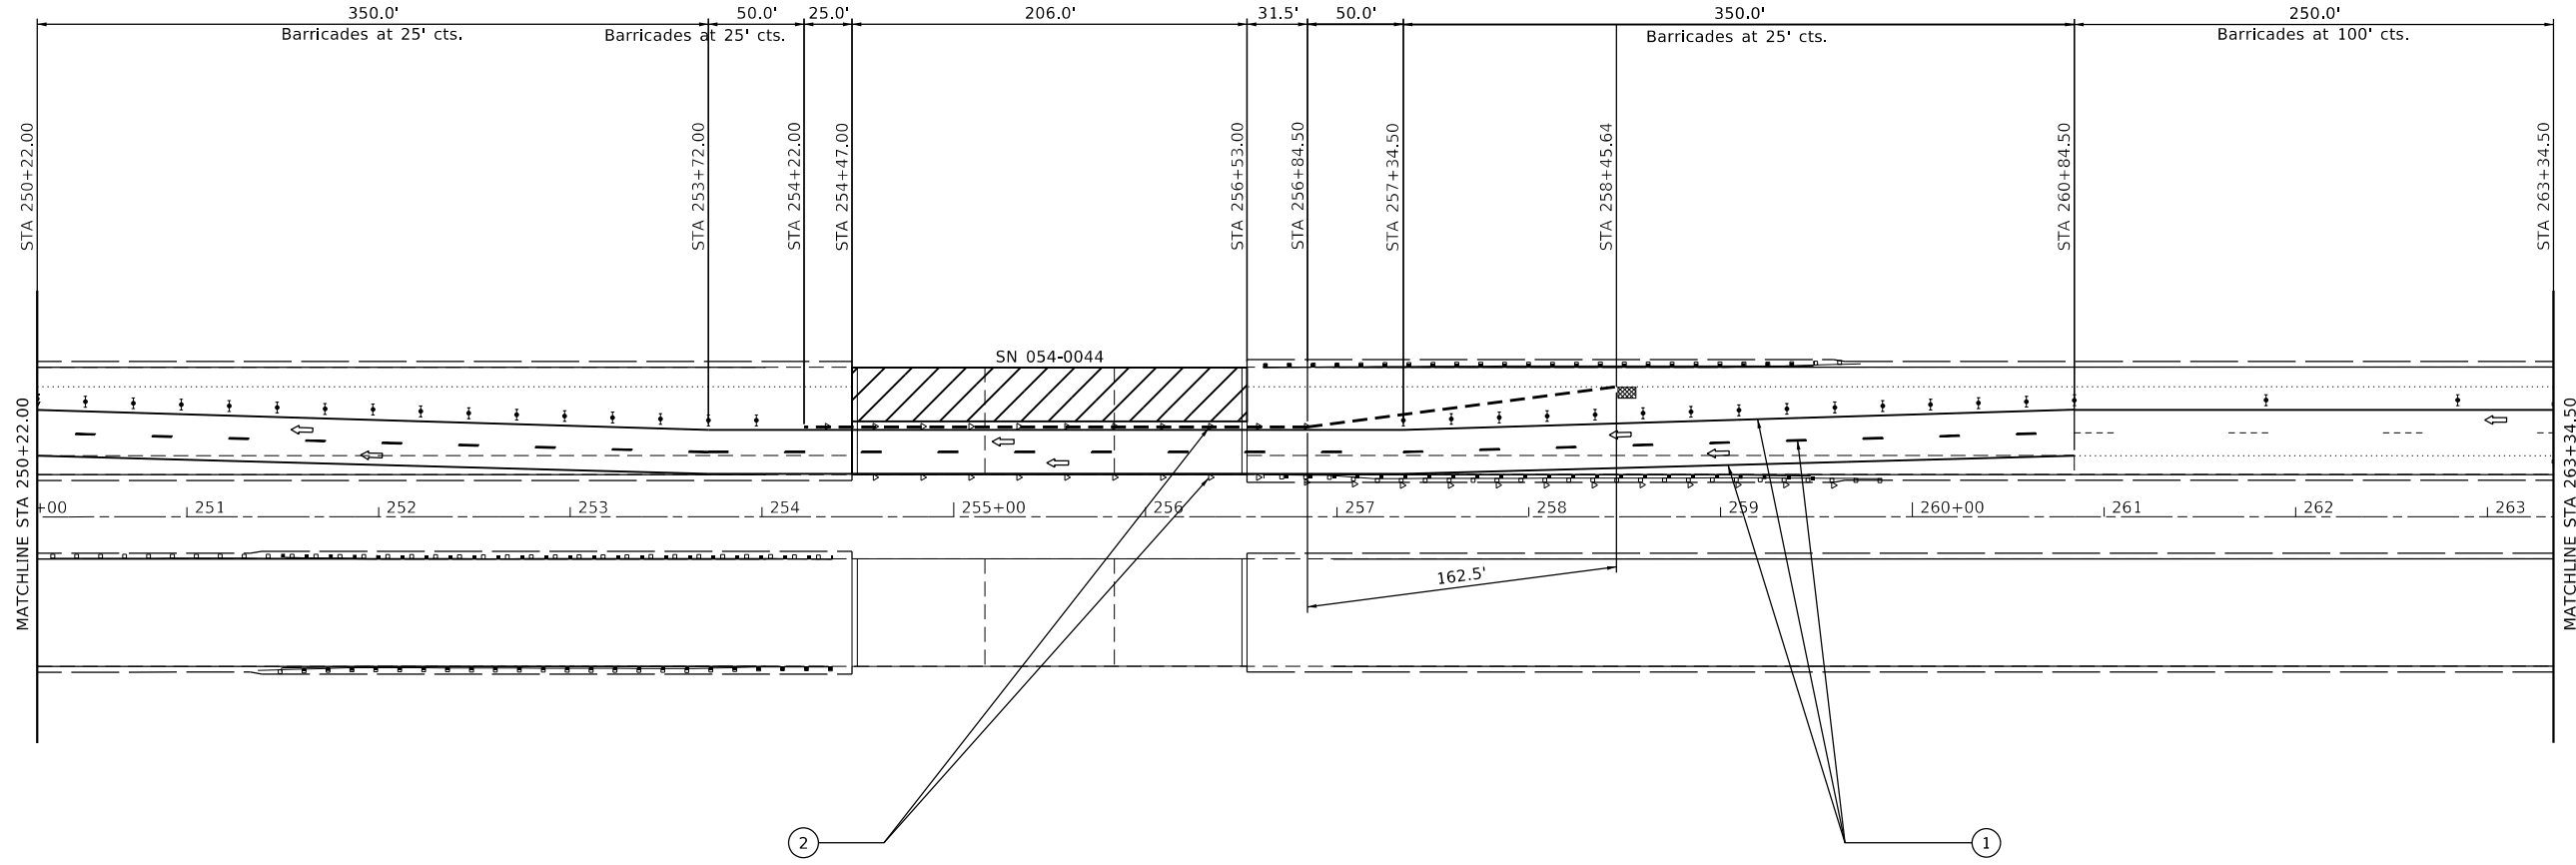 350.0' 50.0' 25.0' 206.0' 31.5' 50.0' 350.0' 250.0'
Barricades at 25' cts. Barricades at 25' cts. Barricades at 25' cts. Barricades at 100' cts.
STA 250+22.00
STA 253+72.00
STA 254+22.00
STA 254+47.00
STA 256+53.00
STA 256+84.50
STA 257+34.50
STA 258+45.64
STA 260+84.50
STA 263+34.50
SN 054-0044
MATCHLINE STA 250+22.00
MATCHLINE STA 263+34.50
+00 251 252 253 254 255+00 256 257 258 259 260+00 261 262 263
162.5'
2 1